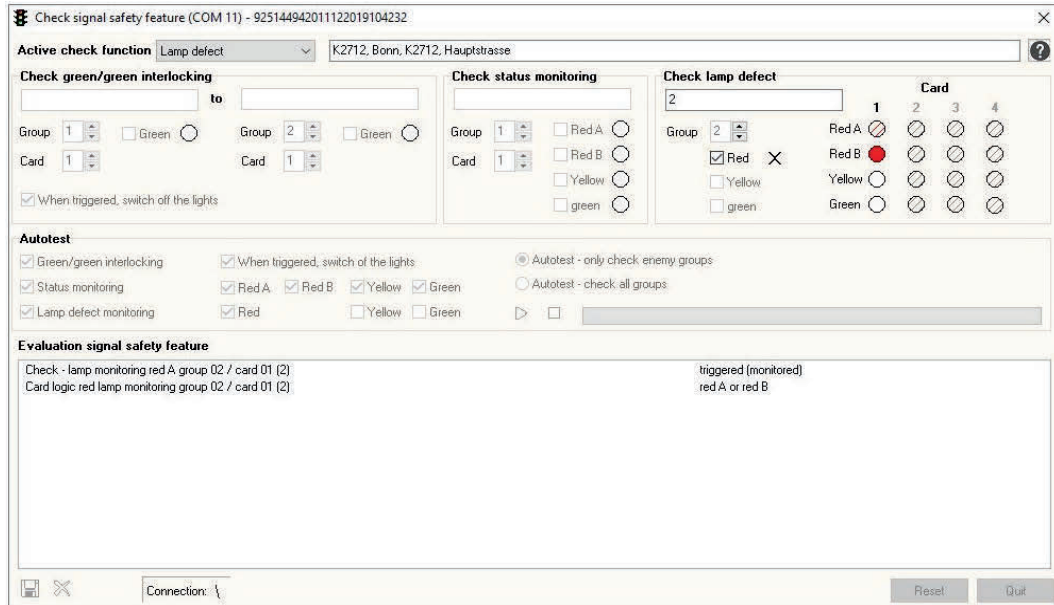 Check signal safety feature (COM 11) - 925144942011122019104232
Active check function Lamp defect K2712, Bonn, K2712, Hauptstrasse
Check green/green interlocking
to
Group 1 Green Group 2 Green
Card 1 Card 1
When triggered, switch off the lights
Check status monitoring
Group 1 Red A
Card 1 Red B
Yellow
green
Check lamp defect
2
Group 2
Red
Yellow
green
Card
1 2 3 4
Red A
Red B
Yellow
Green
Autotest
Green/green interlocking When triggered, switch of the lights Autotest - only check enemy groups
Status monitoring Red A Red B Yellow Green Autotest - check all groups
Lamp defect monitoring Red Yellow Green
Evaluation signal safety feature
Check - lamp monitoring red A group 02 / card 01 (2) triggered (monitored)
Card logic red lamp monitoring group 02 / card 01 (2) red A or red B
Connection: \ Reset Quit